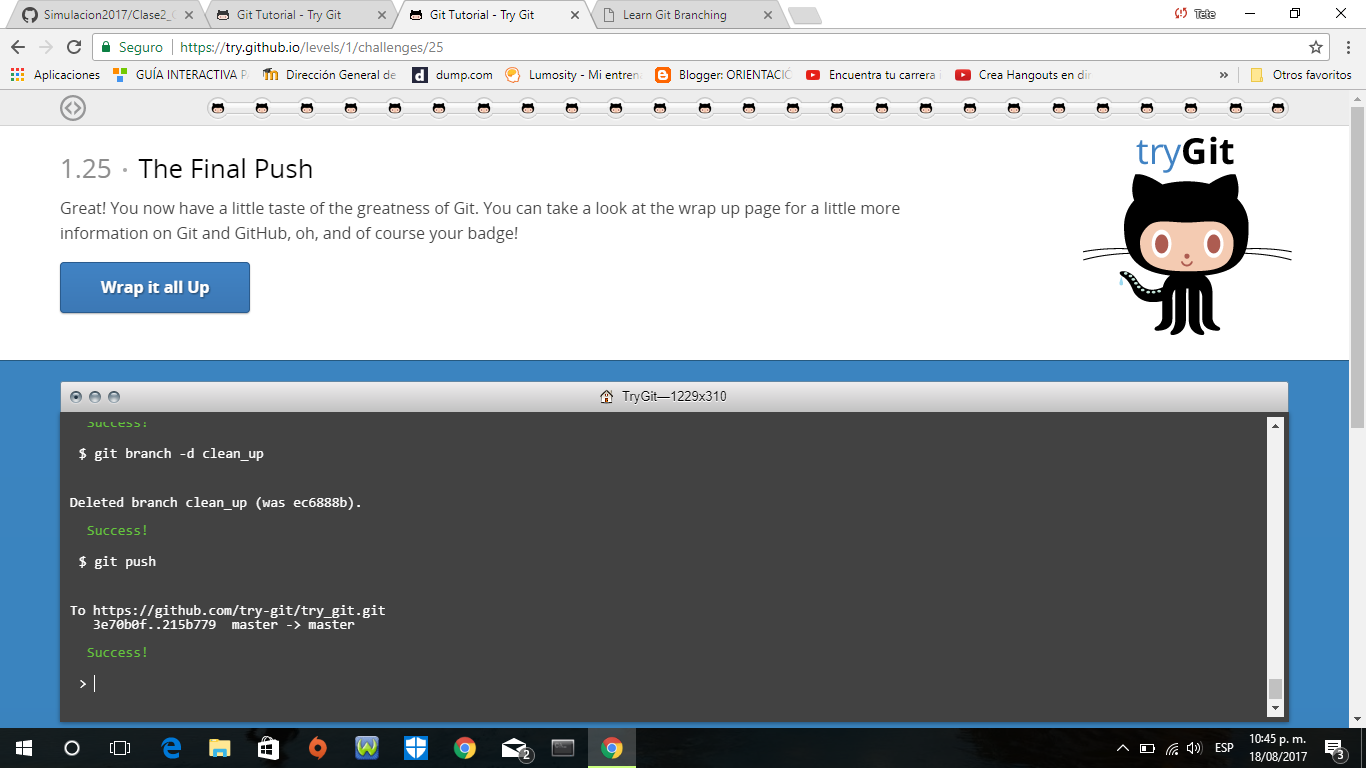 Simulacion2017/Clase2_
Git Tutorial - Try Git
Git Tutorial - Try Git
Learn Git Branching
Tete
Seguro
https://try.github.io/levels/1/challenges/25
Aplicaciones
GUÍA INTERACTIVA
Dirección General de
dump.com
Lumosity - Mi entren
Blogger: ORIENTACI
Encuentra tu carrera
Crea Hangouts en di
»
Otros favoritos
1.25 · The Final Push
tryGit
Great! You now have a little taste of the greatness of Git. You can take a look at the wrap up page for a little more
information on Git and GitHub, oh, and of course your badge!
Wrap it all Up
TryGit—1229x310
Success!
$ git branch -d clean_up
Deleted branch clean_up (was ec6888b).
Success!
$ git push
To https://github.com/try-git/try_git.git
3e70b0f..215b779 master -> master
Success!
>
2
ESP
10:45 p. m.
18/08/2017
3